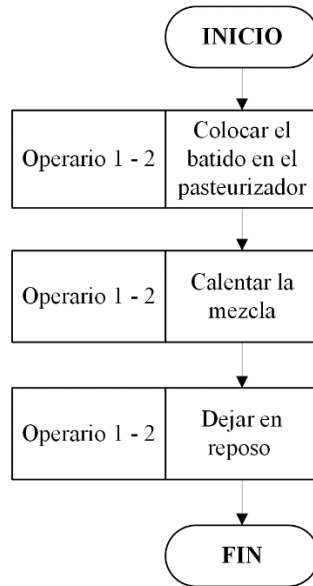 INICIO
Operario 1 - 2
Colocar el
batido en el
pasteurizador
Operario 1 - 2
Calentar la
mezcla
Operario 1 - 2
Dejar en
reposo
FIN